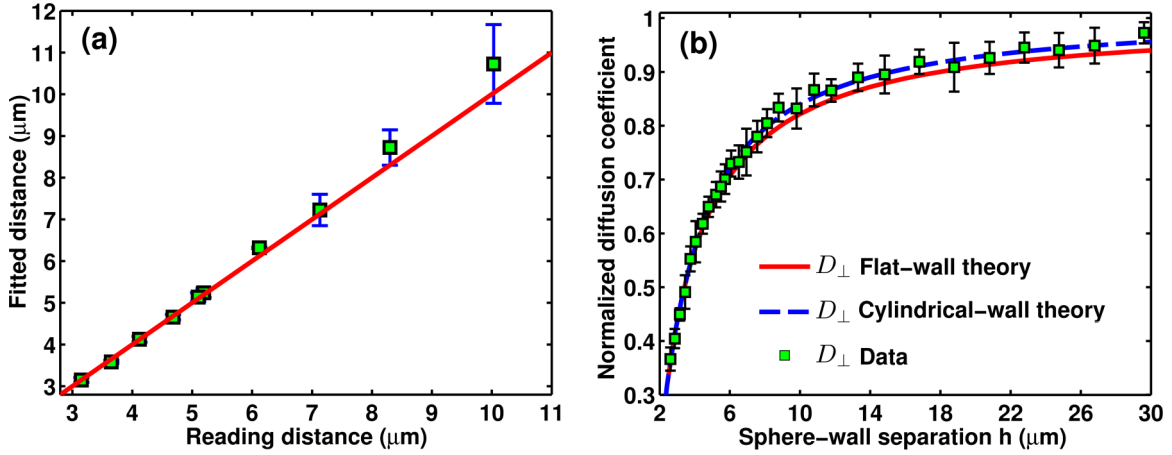 (a)
Fitted distance (μm)
12
11
10
9
8
7
6
5
4
3
3 4 5 6 7 8 9 10 11
Reading distance (μm)
(b)
Normalized diffusion coefficient
1
0.9
0.8
0.7
0.6
0.5
0.4
0.3
D⊥ Flat−wall theory
D⊥ Cylindrical−wall theory
D⊥ Data
2 6 10 14 18 22 26 30
Sphere−wall separation h (μm)